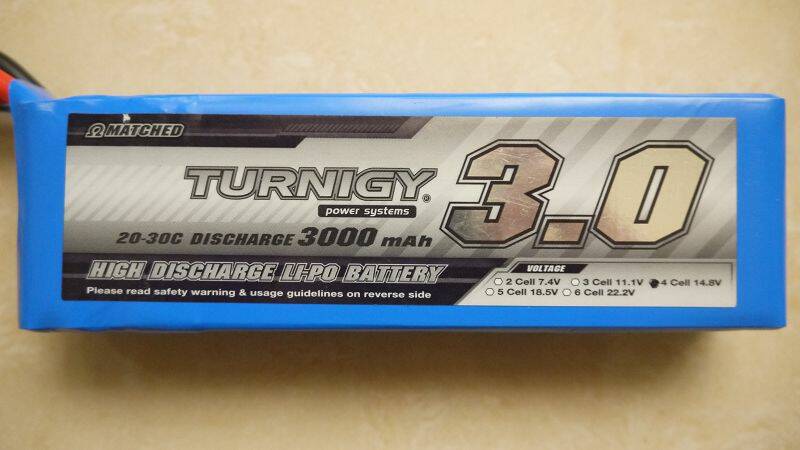 Ω MATCHED
TURNIGY®
power systems
3.0
20-30C DISCHARGE 3000 mAh
HIGH DISCHARGE LI-PO BATTERY
Please read safety warning & usage guidelines on reverse side
VOLTAGE
2 Cell 7.4V 3 Cell 11.1V 4 Cell 14.8V
5 Cell 18.5V 6 Cell 22.2V